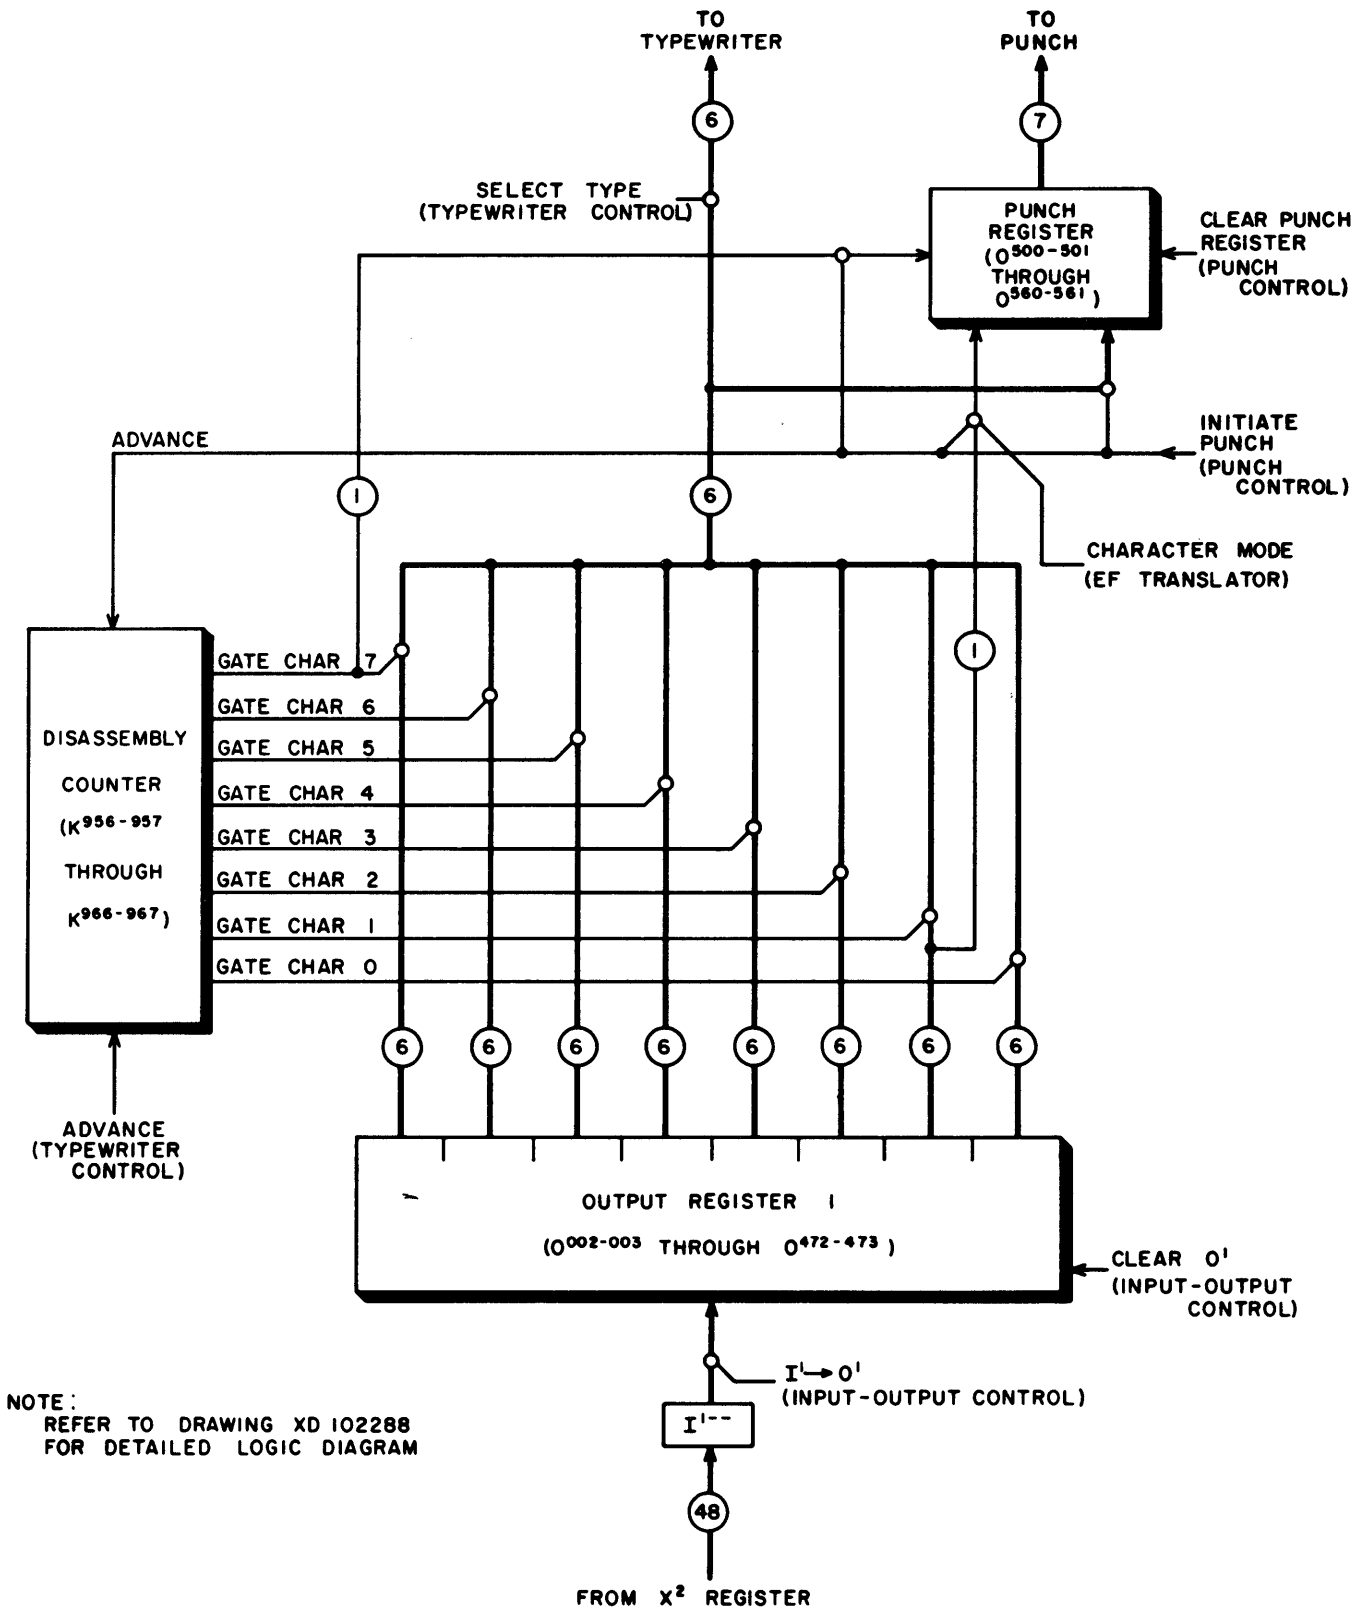 TO
TYPEWRITER
TO
PUNCH
6
7
SELECT TYPE
(TYPEWRITER CONTROL)
PUNCH
REGISTER
(O500-501
THROUGH
O560-561)
CLEAR PUNCH
REGISTER
(PUNCH
CONTROL)
ADVANCE
INITIATE
PUNCH
(PUNCH
CONTROL)
1
6
CHARACTER MODE
(EF TRANSLATOR)
1
GATE CHAR 7
GATE CHAR 6
GATE CHAR 5
GATE CHAR 4
GATE CHAR 3
GATE CHAR 2
GATE CHAR 1
GATE CHAR 0
DISASSEMBLY
COUNTER
(K956-957
THROUGH
K966-967)
6 6 6 6 6 6 6 6
ADVANCE
(TYPEWRITER
CONTROL)
OUTPUT REGISTER 1
(O002-003 THROUGH O472-473)
CLEAR O1
(INPUT-OUTPUT
CONTROL)
I1→O1
(INPUT-OUTPUT CONTROL)
I1--
NOTE:
REFER TO DRAWING XD 102288
FOR DETAILED LOGIC DIAGRAM
48
FROM X2 REGISTER